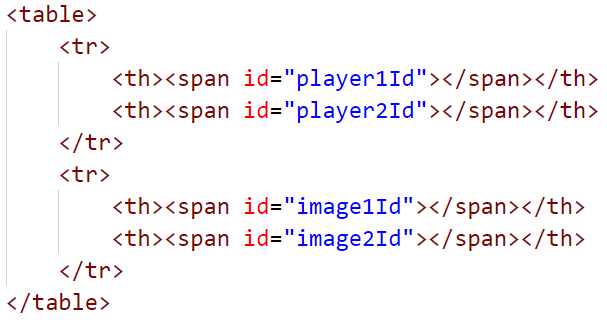 <table>
    <tr>
        <th><span id="player1Id"></span></th>
        <th><span id="player2Id"></span></th>
    </tr>
    <tr>
        <th><span id="image1Id"></span></th>
        <th><span id="image2Id"></span></th>
    </tr>
</table>